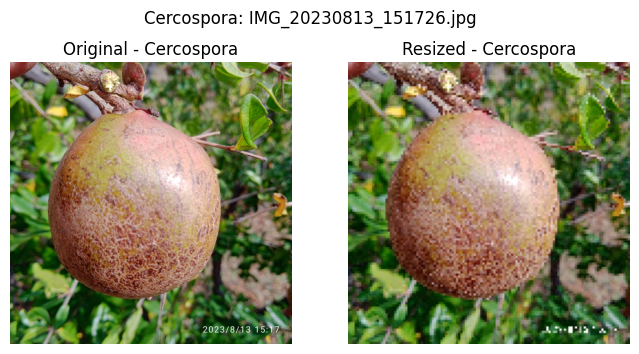 Cercospora: IMG_20230813_151726.jpg
Original - Cercospora
Resized - Cercospora
2023/8/13 15:17